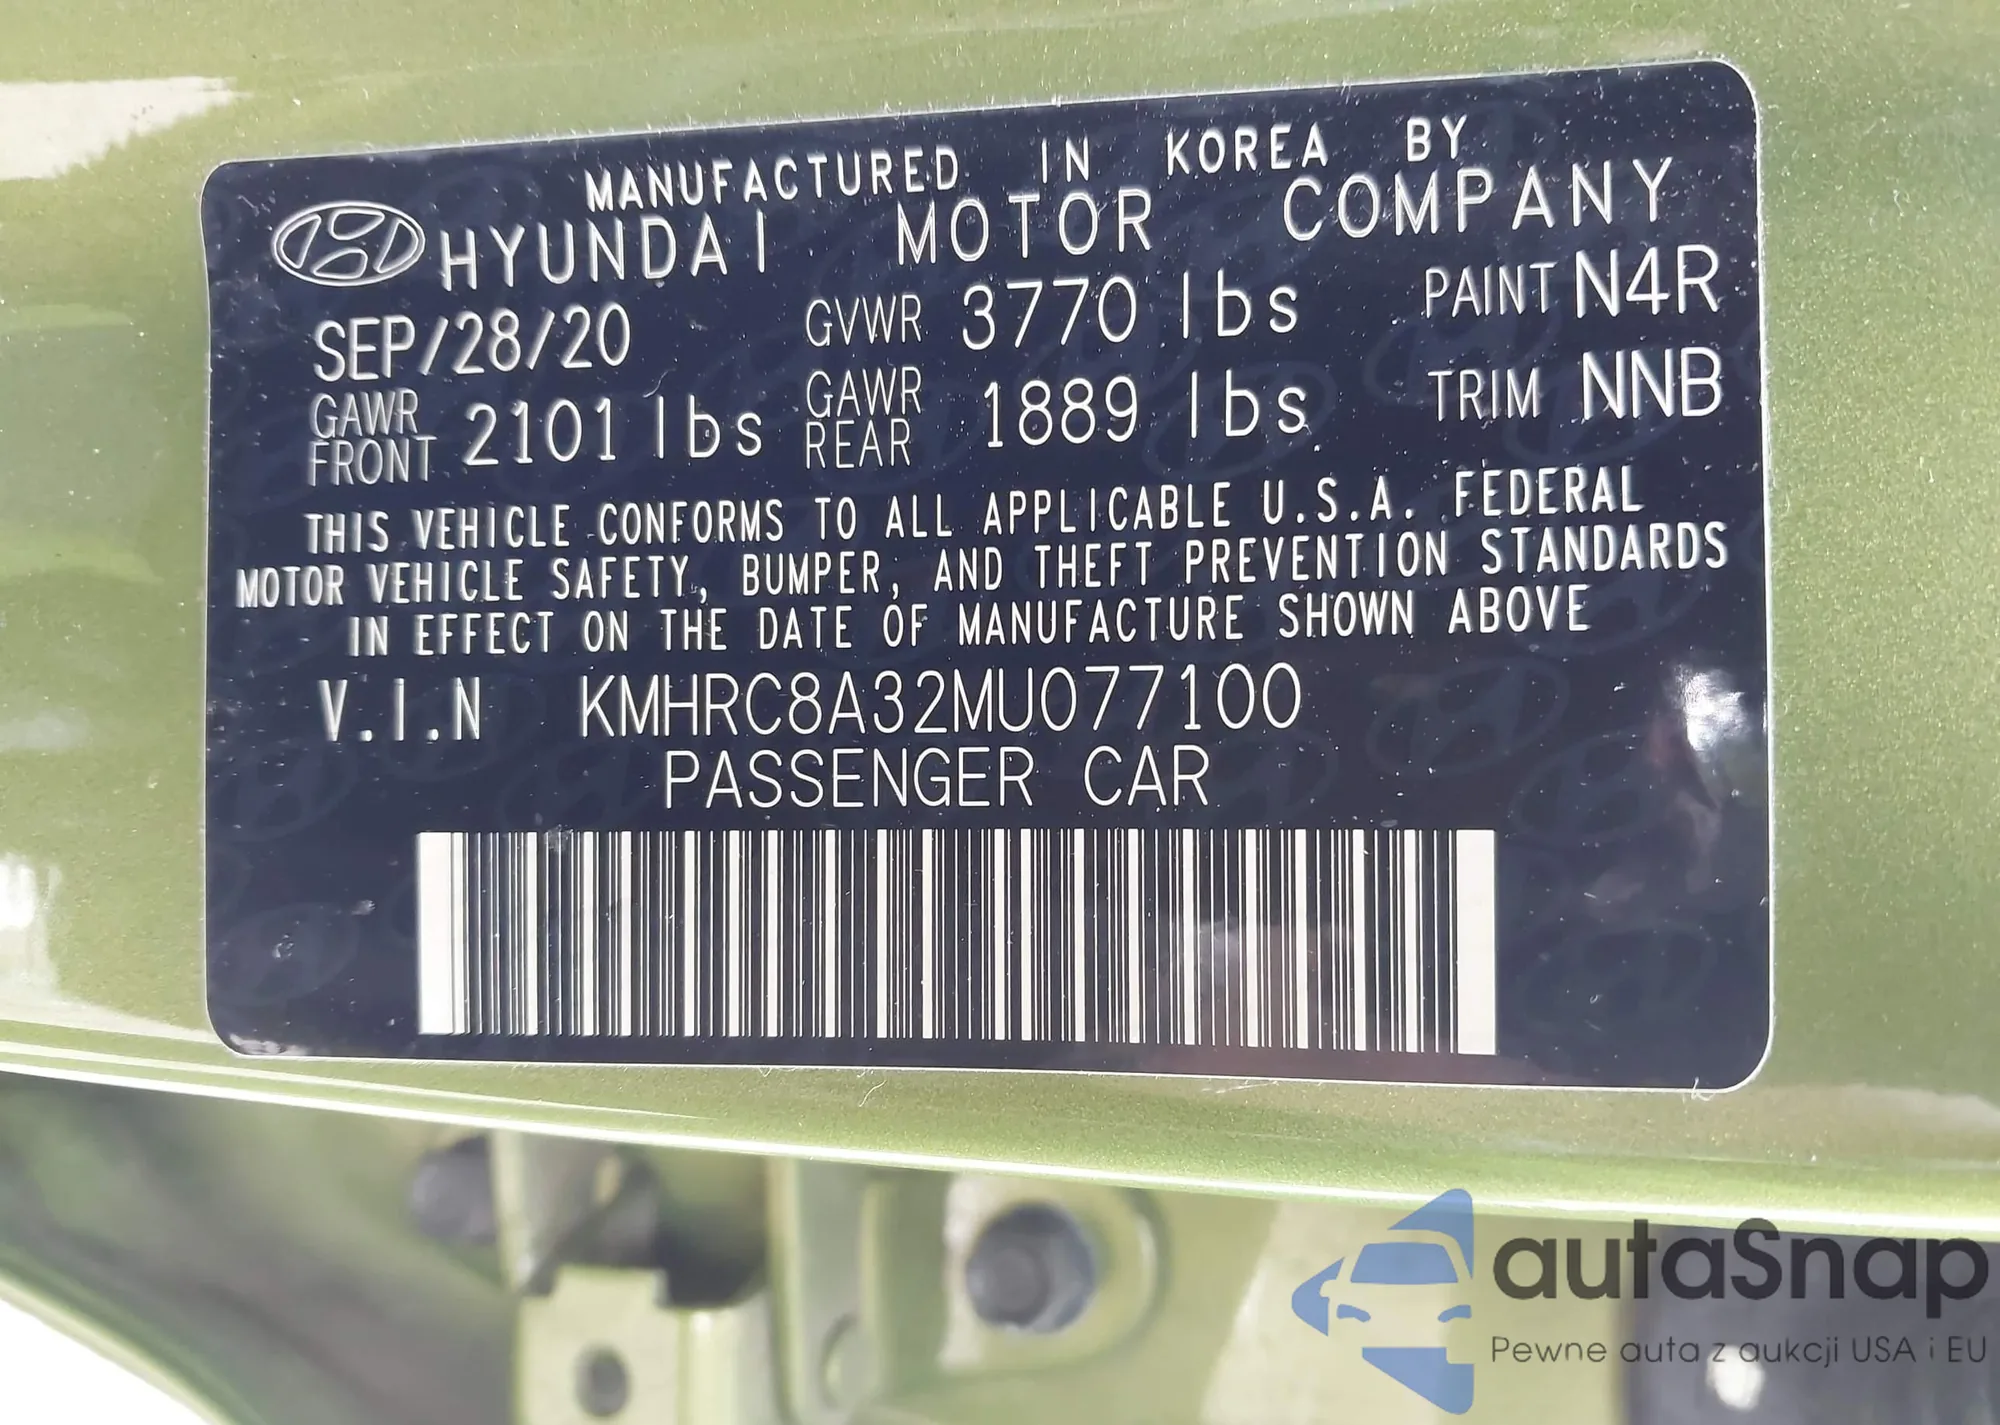 MANUFACTURED IN KOREA BY
HYUNDAI MOTOR COMPANY
SEP/28/20 GVWR 3770 lbs PAINT N4R
GAWR FRONT 2101 lbs GAWR REAR 1889 lbs TRIM NNB
THIS VEHICLE CONFORMS TO ALL APPLICABLE U.S.A. FEDERAL
MOTOR VEHICLE SAFETY, BUMPER, AND THEFT PREVENTION STANDARDS
IN EFFECT ON THE DATE OF MANUFACTURE SHOWN ABOVE
V.I.N KMHRC8A32MU077100
PASSENGER CAR
autaSnap
Pewne auta z aukcji USA i EU